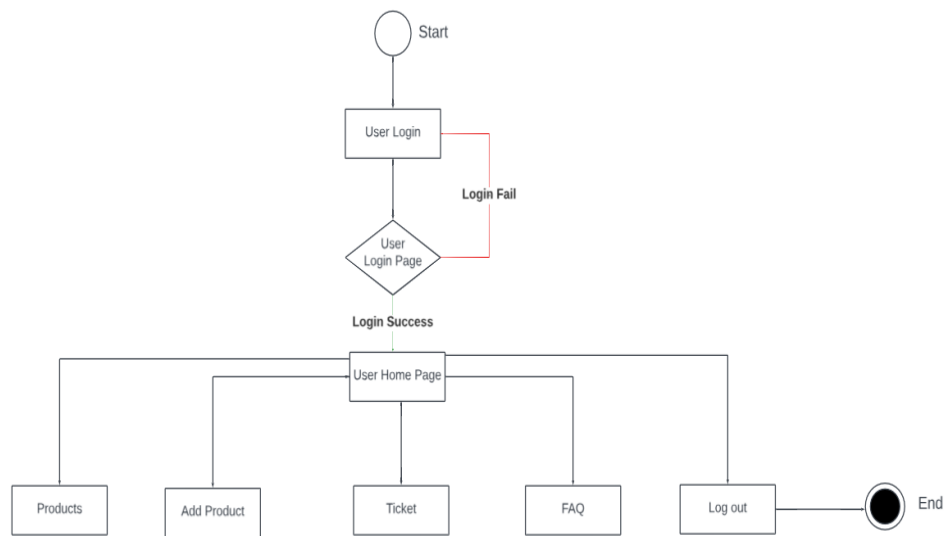 Start
User Login
Login Fail
User
Login Page
Login Success
User Home Page
Products
Add Product
Ticket
FAQ
Log out
End